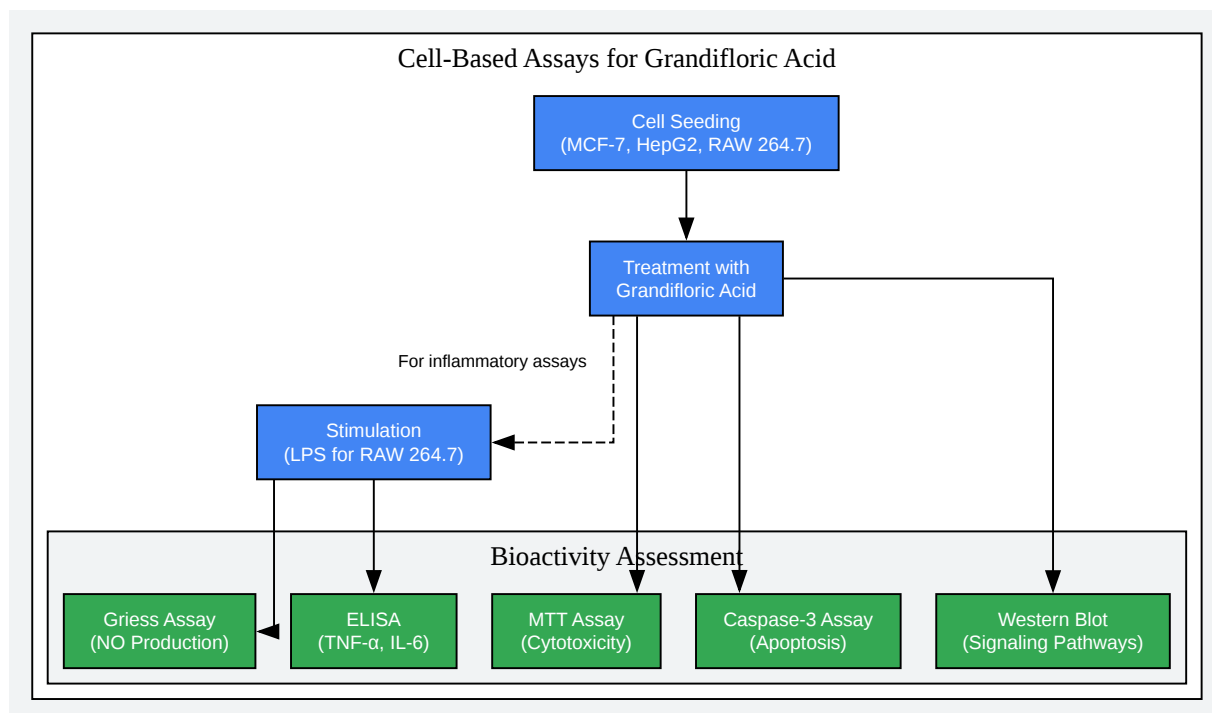 Cell-Based Assays for Grandifloric Acid
Cell Seeding
(MCF-7, HepG2, RAW 264.7)
Treatment with
Grandifloric Acid
For inflammatory assays
Stimulation
(LPS for RAW 264.7)
Bioactivity Assessment
Griess Assay
(NO Production)
ELISA
(TNF-α, IL-6)
MTT Assay
(Cytotoxicity)
Caspase-3 Assay
(Apoptosis)
Western Blot
(Signaling Pathways)